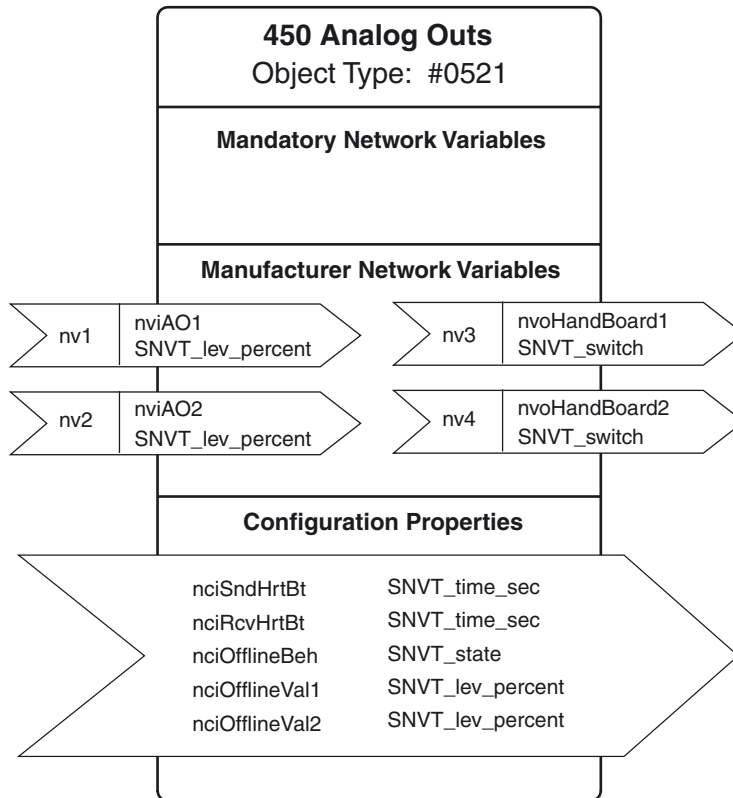 450 Analog Outs
Object Type: #0521
Mandatory Network Variables
Manufacturer Network Variables
nv1
nviAO1
SNVT_lev_percent
nv3
nvoHandBoard1
SNVT_switch
nv2
nviAO2
SNVT_lev_percent
nv4
nvoHandBoard2
SNVT_switch
Configuration Properties
nciSndHrtBt SNVT_time_sec
nciRcvHrtBt SNVT_time_sec
nciOfflineBeh SNVT_state
nciOfflineVal1 SNVT_lev_percent
nciOfflineVal2 SNVT_lev_percent